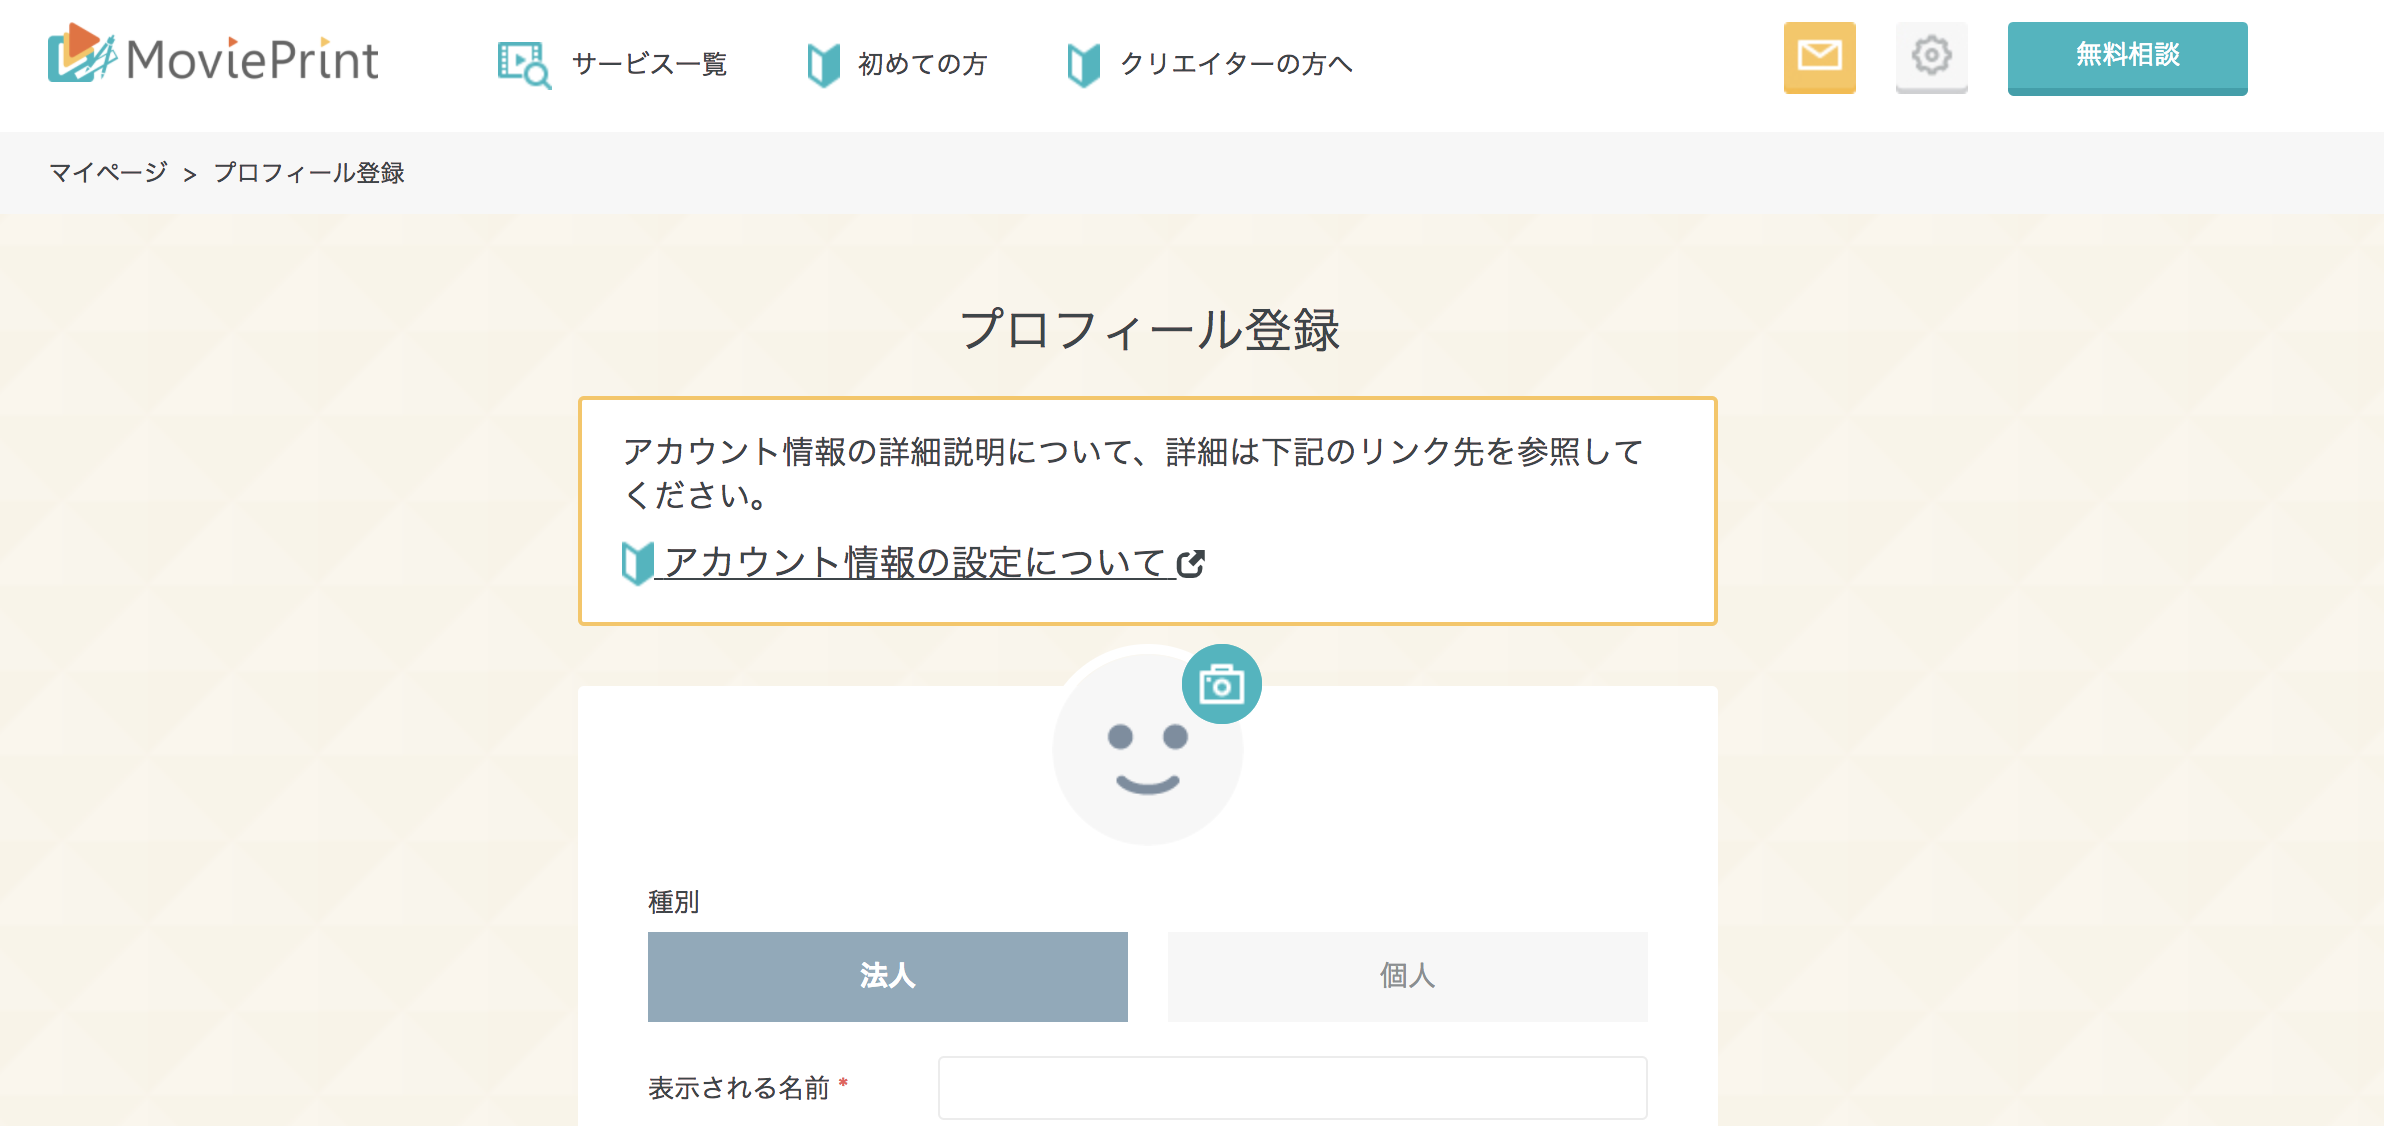 MoviePrint
サービス一覧
初めての方
クリエイターの方へ
無料相談
マイページ > プロフィール登録
プロフィール登録
アカウント情報の詳細説明について、詳細は下記のリンク先を参照して
ください。
アカウント情報の設定について
種別
法人
個人
表示される名前 *